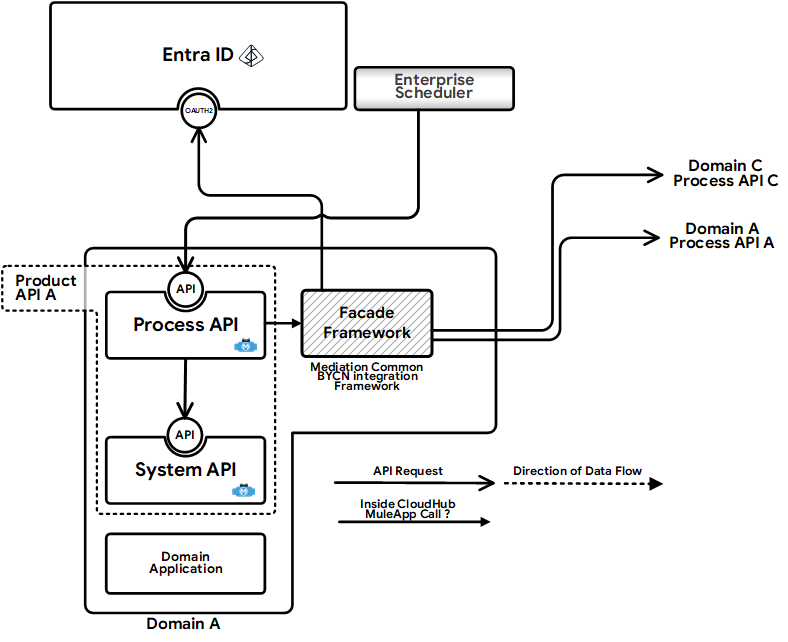 Entra ID
OAUTH2
Enterprise
Scheduler
Domain C
Process API C
Domain A
Process API A
Product
API A
API
Process API
Facade
Framework
Mediation Common
BYCN integration
Framework
API
System API
API Request
Direction of Data Flow
Inside CloudHub
MuleApp Call ?
Domain
Application
Domain A